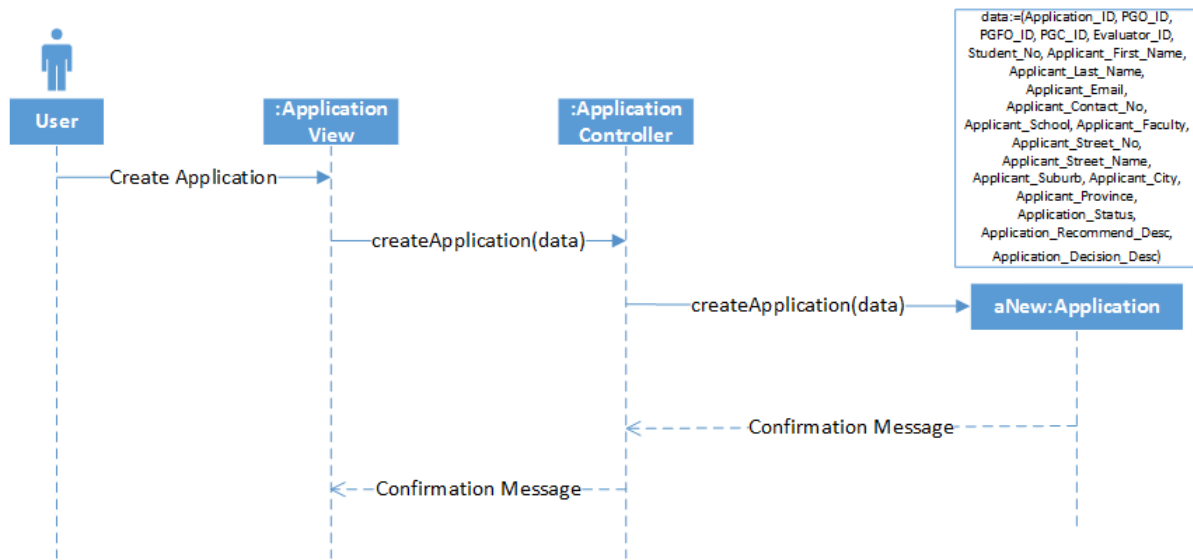 data:=(Application_ID, PGO_ID,
PGFO_ID, PGC_ID, Evaluator_ID,
Student_No, Applicant_First_Name,
Applicant_Last_Name,
Applicant_Email,
Applicant_Contact_No,
Applicant_School, Applicant_Faculty,
Applicant_Street_No,
Applicant_Street_Name,
Applicant_Suburb, Applicant_City,
Applicant_Province,
Application_Status,
Application_Recommend_Desc,
Application_Decision_Desc)
User
:Application
View
:Application
Controller
Create Application
createApplication(data)
createApplication(data)
aNew:Application
Confirmation Message
Confirmation Message